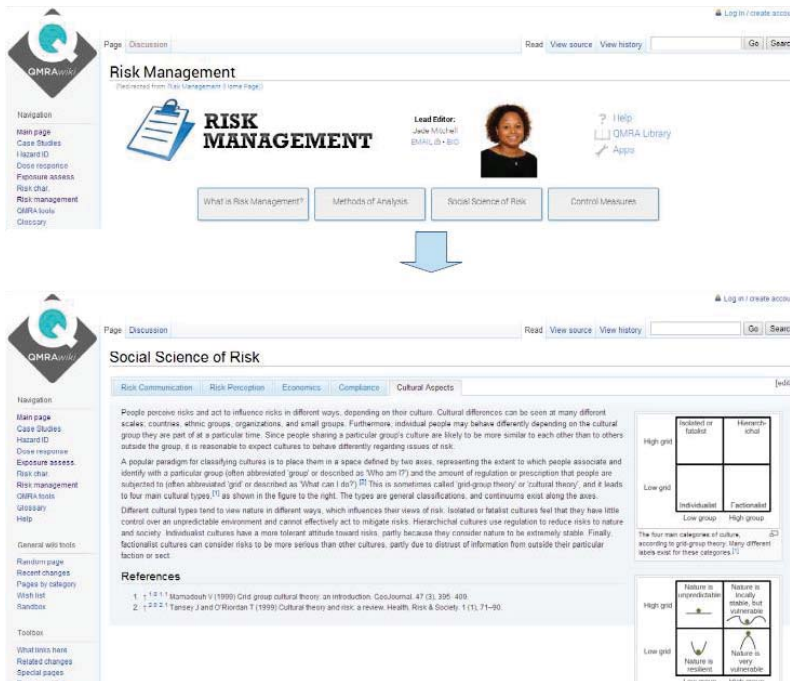 Log in / create accou
Page Discussion
Read View source View history
Go Searc
QMRAwiki
Risk Management
(Redirected from Risk Management (Home Page))
RISK
MANAGEMENT
Lead Editor:
Jade Mitchell
EMAIL • BIO
? Help
QMRA Library
Apps
Navigation
Main page
Case Studies
Hazard ID
Dose response
Exposure assess.
Risk char.
Risk management
QMRA tools
Glossary
What is Risk Management?
Methods of Analysis
Social Science of Risk
Control Measures
Log in / create accou
Page Discussion
Read View source View history
Go Searc
QMRAwiki
Social Science of Risk
Risk Communication Risk Perception Economics Compliance Cultural Aspects
[edit
People perceive risks and act to influence risks in different ways, depending on their culture. Cultural differences can be seen at many different
scales: countries, ethnic groups, organizations, and small groups. Furthermore, individual people may behave differently depending on the cultural
group they are part of at a particular time. Since people sharing a particular group's culture are likely to be more similar to each other than to others
outside the group, it is reasonable to expect cultures to behave differently regarding issues of risk.
A popular paradigm for classifying cultures is to place them in a space defined by two axes, representing the extent to which people associate and
identify with a particular group (often abbreviated 'group' or described as 'Who am I?') and the amount of regulation or prescription that people are
subjected to (often abbreviated 'grid' or described as 'What can I do?').[2] This is sometimes called 'grid-group theory' or 'cultural theory', and it leads
to four main cultural types,[1] as shown in the figure to the right. The types are general classifications, and continuums exist along the axes.
Different cultural types tend to view nature in different ways, which influences their views of risk. Isolated or fatalist cultures feel that they have little
control over an unpredictable environment and cannot effectively act to mitigate risks. Hierarchichal cultures use regulation to reduce risks to nature
and society. Individualist cultures have a more tolerant attitude toward risks, partly because they consider nature to be extremely stable. Finally,
factionalist cultures can consider risks to be more serious than other cultures, partly due to distrust of information from outside their particular
faction or sect.
References
1. ↑ 1.0 1.1 Mamadouh V (1999) Grid group cultural theory: an introduction. GeoJournal. 47 (3), 395-409.
2. ↑ 2.0 2.1 Tansey J and O'Riordan T (1999) Cultural theory and risk: a review. Health, Risk & Society. 1 (1), 71–90.
Navigation
Main page
Case Studies
Hazard ID
Dose response
Exposure assess.
Risk char.
Risk management
QMRA tools
Glossary
Help
General wiki tools
Random page
Recent changes
Pages by category
Wish list
Sandbox
Toolbox
What links here
Related changes
Special pages
Isolated or
fatalist
Hierarch-
ichal
High grid
Low grid
Individualist
Factionalist
Low group
High group
The four main categories of culture,
according to grid-group theory. Many different
labels exist for these categories.[1]
Nature is
unpredictable
Nature is
locally
stable, but
vulnerable
High grid
Low grid
Nature is
resilient
Nature is
very
vulnerable